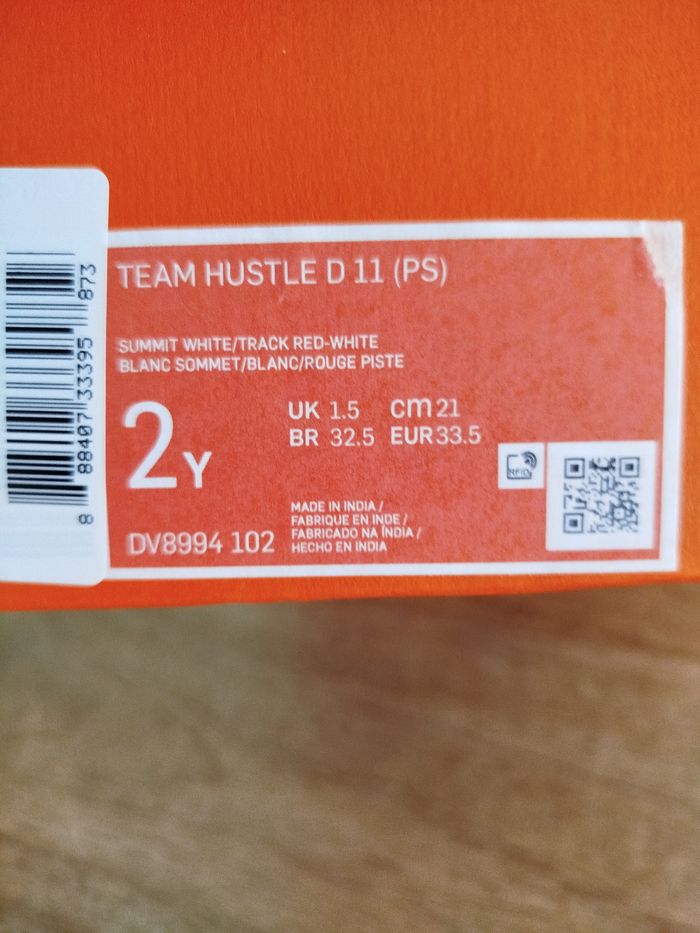 TEAM HUSTLE D 11 (PS)
SUMMIT WHITE/TRACK RED-WHITE
BLANC SOMMET/BLANC/ROUGE PISTE
2Y
UK 1.5 cm 21
BR 32.5 EUR 33.5
DV8994 102
MADE IN INDIA /
FABRIQUE EN INDE /
FABRICADO NA ÍNDIA /
HECHO EN INDIA
RFID
8 88407 33395 873